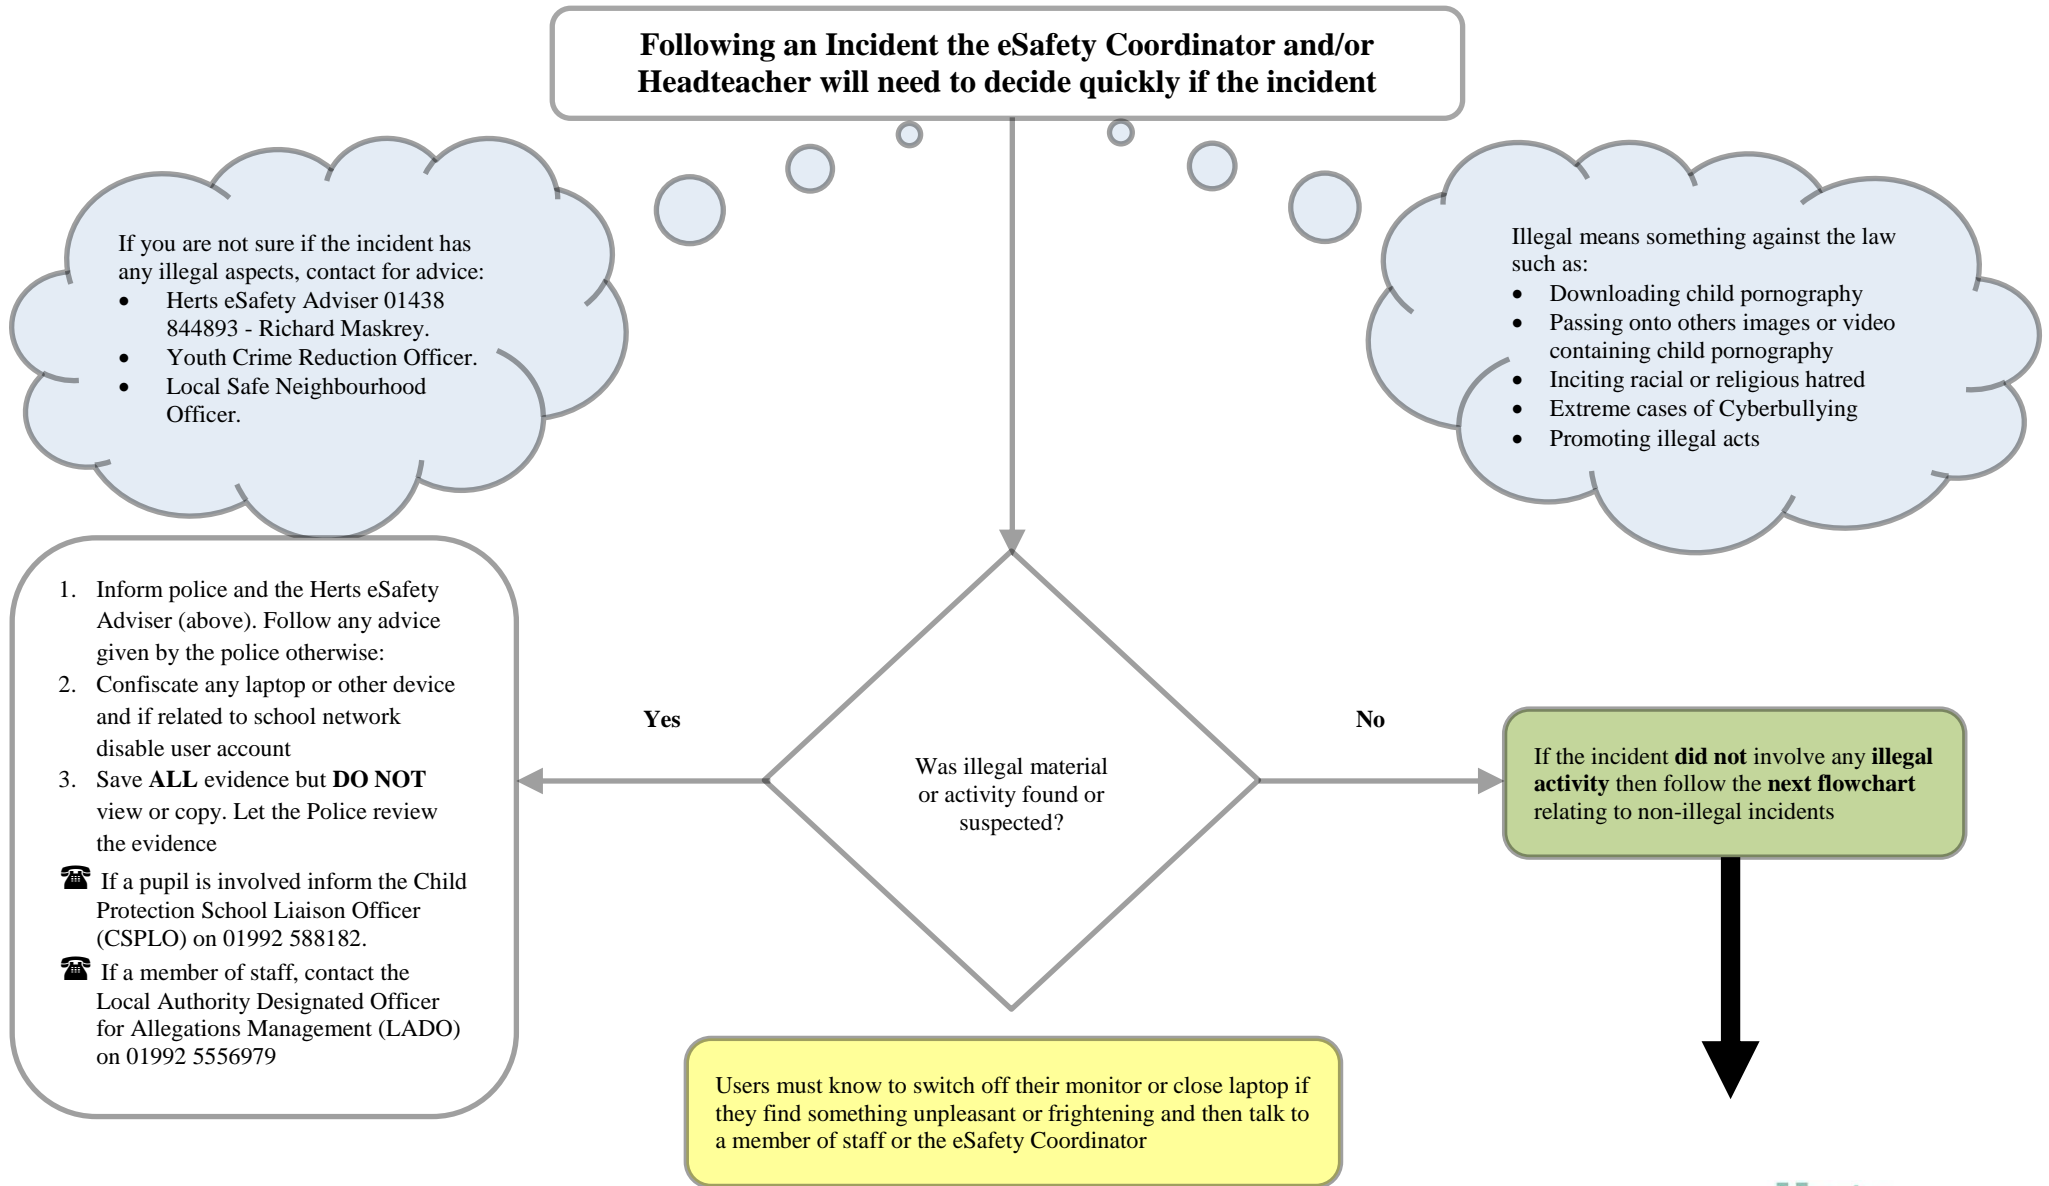 Following an Incident the eSafety Coordinator and/or
Headteacher will need to decide quickly if the incident
If you are not sure if the incident has
any illegal aspects, contact for advice:
• Herts eSafety Adviser 01438
844893 - Richard Maskrey.
• Youth Crime Reduction Officer.
• Local Safe Neighbourhood
Officer.
Illegal means something against the law
such as:
• Downloading child pornography
• Passing onto others images or video
containing child pornography
• Inciting racial or religious hatred
• Extreme cases of Cyberbullying
• Promoting illegal acts
1. Inform police and the Herts eSafety
Adviser (above). Follow any advice
given by the police otherwise:
2. Confiscate any laptop or other device
and if related to school network
disable user account
3. Save ALL evidence but DO NOT
view or copy. Let the Police review
the evidence
☎ If a pupil is involved inform the Child
Protection School Liaison Officer
(CSPLO) on 01992 588182.
☎ If a member of staff, contact the
Local Authority Designated Officer
for Allegations Management (LADO)
on 01992 5556979
Yes
Was illegal material
or activity found or
suspected?
No
If the incident did not involve any illegal
activity then follow the next flowchart
relating to non-illegal incidents
Users must know to switch off their monitor or close laptop if
they find something unpleasant or frightening and then talk to
a member of staff or the eSafety Coordinator